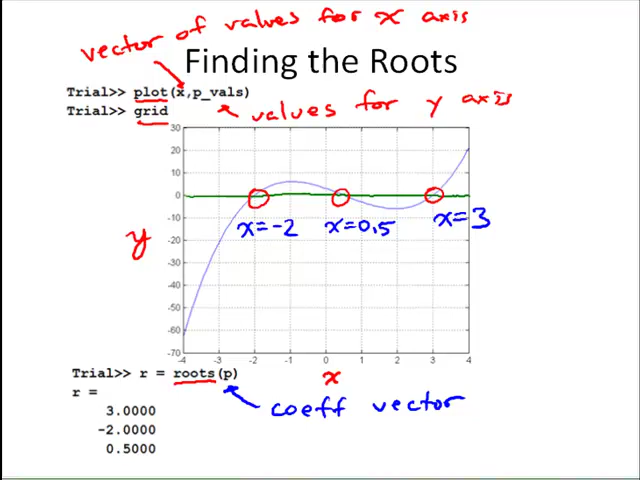 vector of values for x axis
Finding the Roots
Trial>> plot(x,p_vals)
Trial>> grid
values for y axis
30
20
10
0
-10
-20
-30
-40
-50
-60
-70
x=-2 x=0.5 x=3
y
-4 -3 -2 -1 0 1 2 3 4
x
Trial>> r = roots(p)
r =
3.0000
-2.0000
0.5000
coeff vector